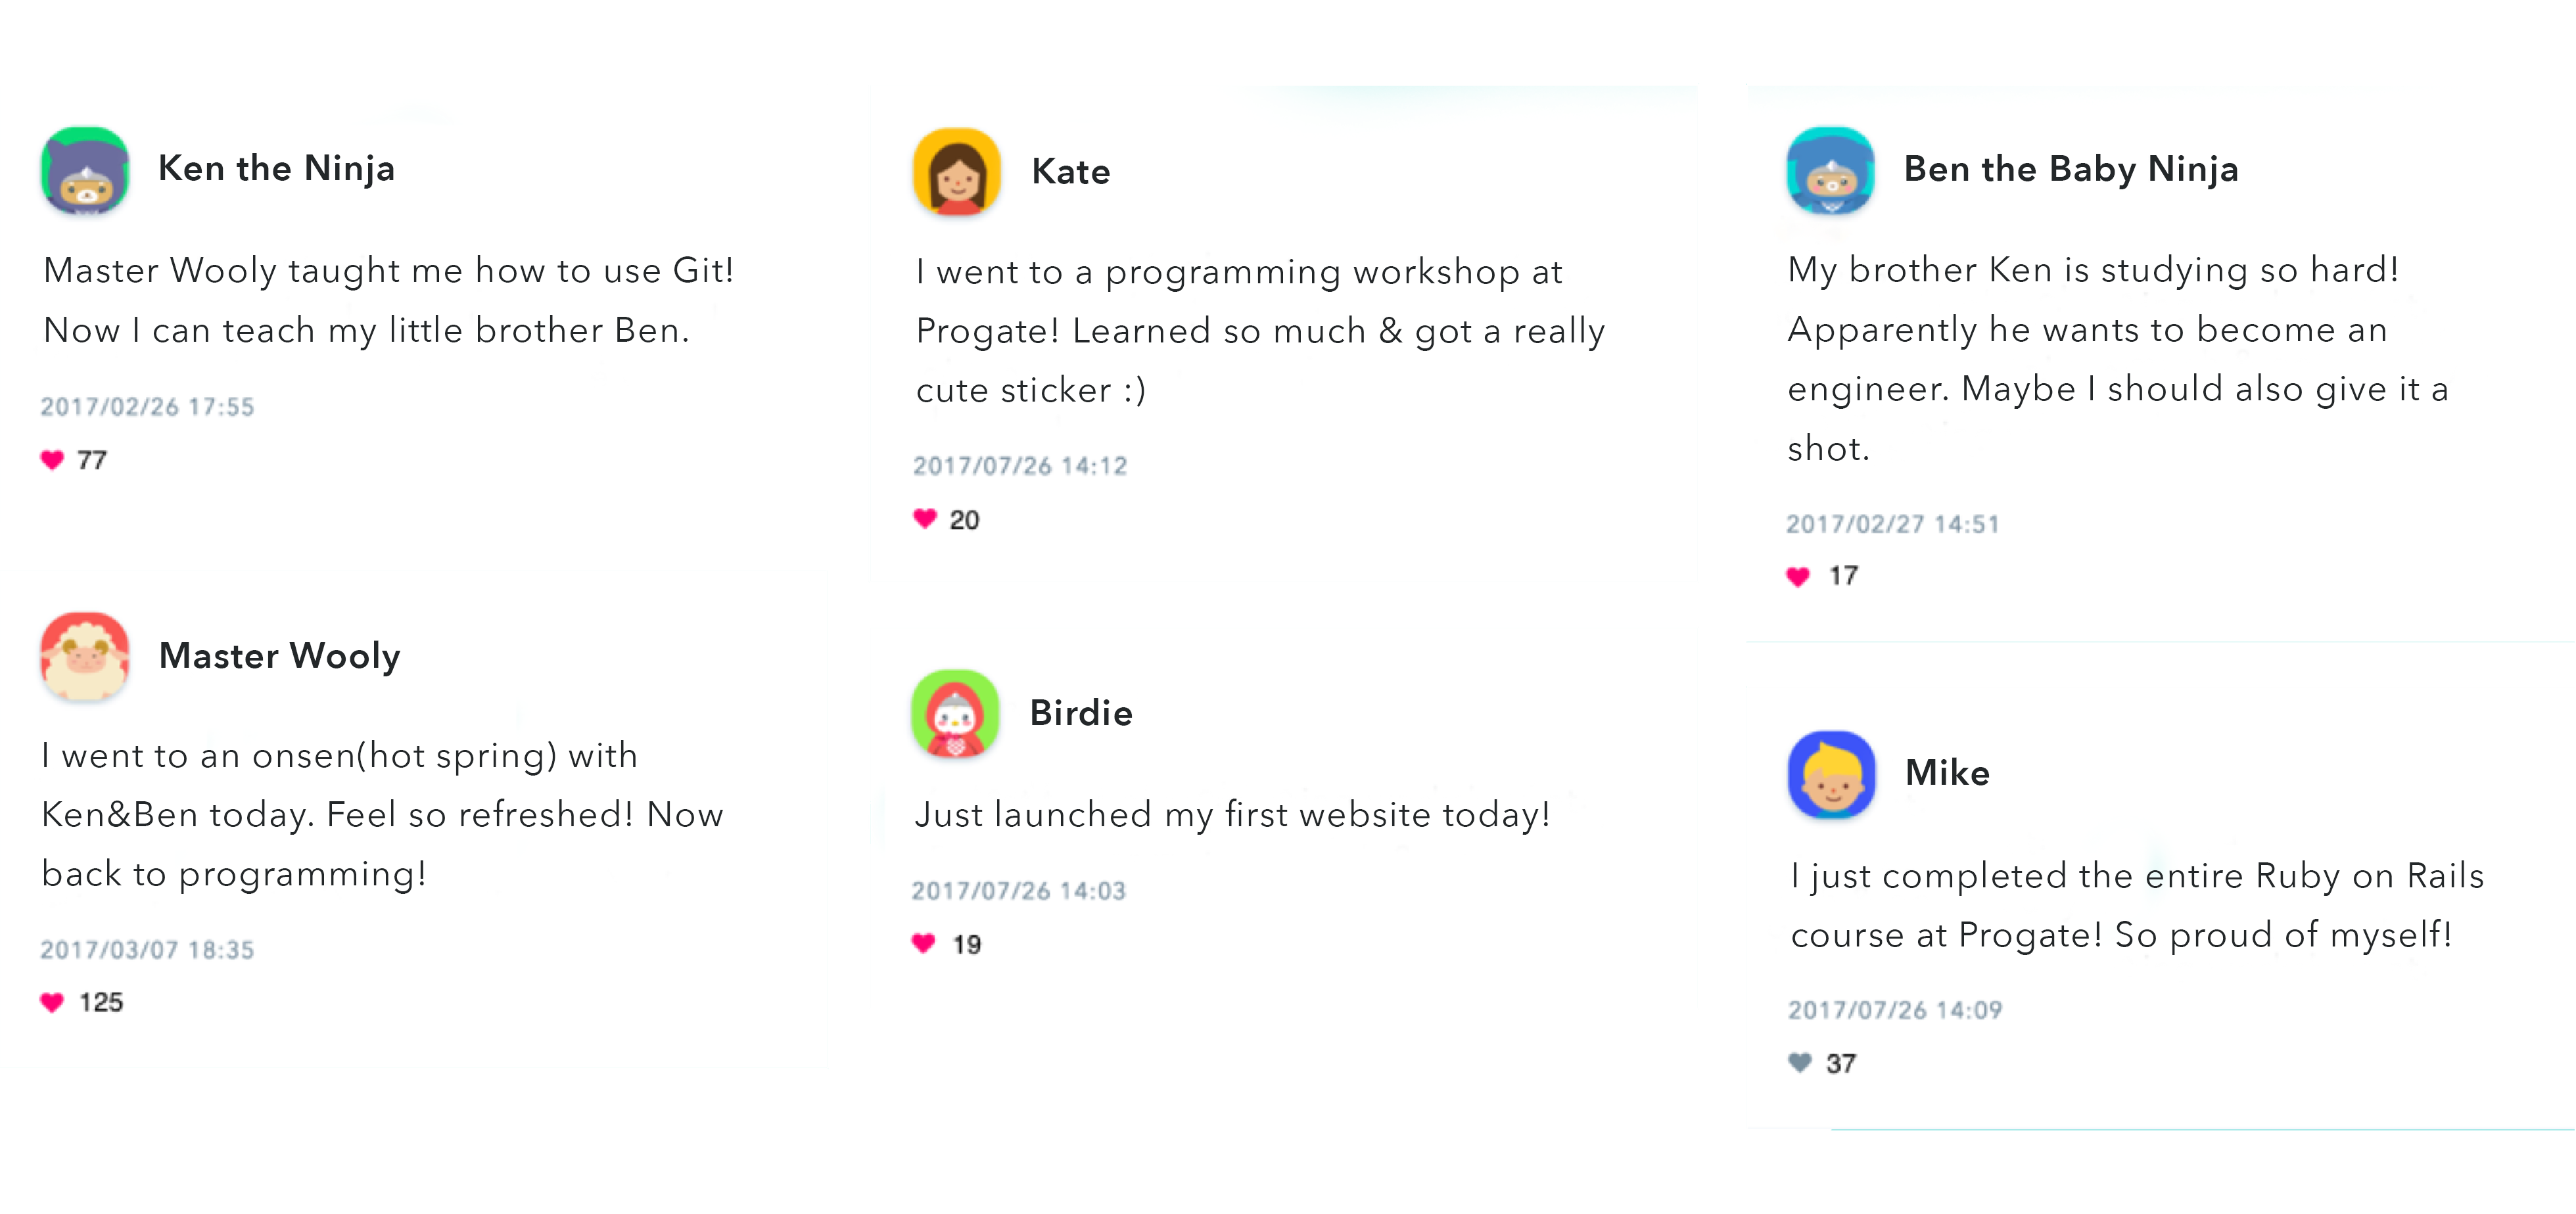 Ken the Ninja
Master Wooly taught me how to use Git!
Now I can teach my little brother Ben.
2017/02/26 17:55
77
Master Wooly
I went to an onsen(hot spring) with
Ken&Ben today. Feel so refreshed! Now
back to programming!
2017/03/07 18:35
125
Kate
I went to a programming workshop at
Progate! Learned so much & got a really
cute sticker :)
2017/07/26 14:12
20
Birdie
Just launched my first website today!
2017/07/26 14:03
19
Ben the Baby Ninja
My brother Ken is studying so hard!
Apparently he wants to become an
engineer. Maybe I should also give it a
shot.
2017/02/27 14:51
17
Mike
I just completed the entire Ruby on Rails
course at Progate! So proud of myself!
2017/07/26 14:09
37